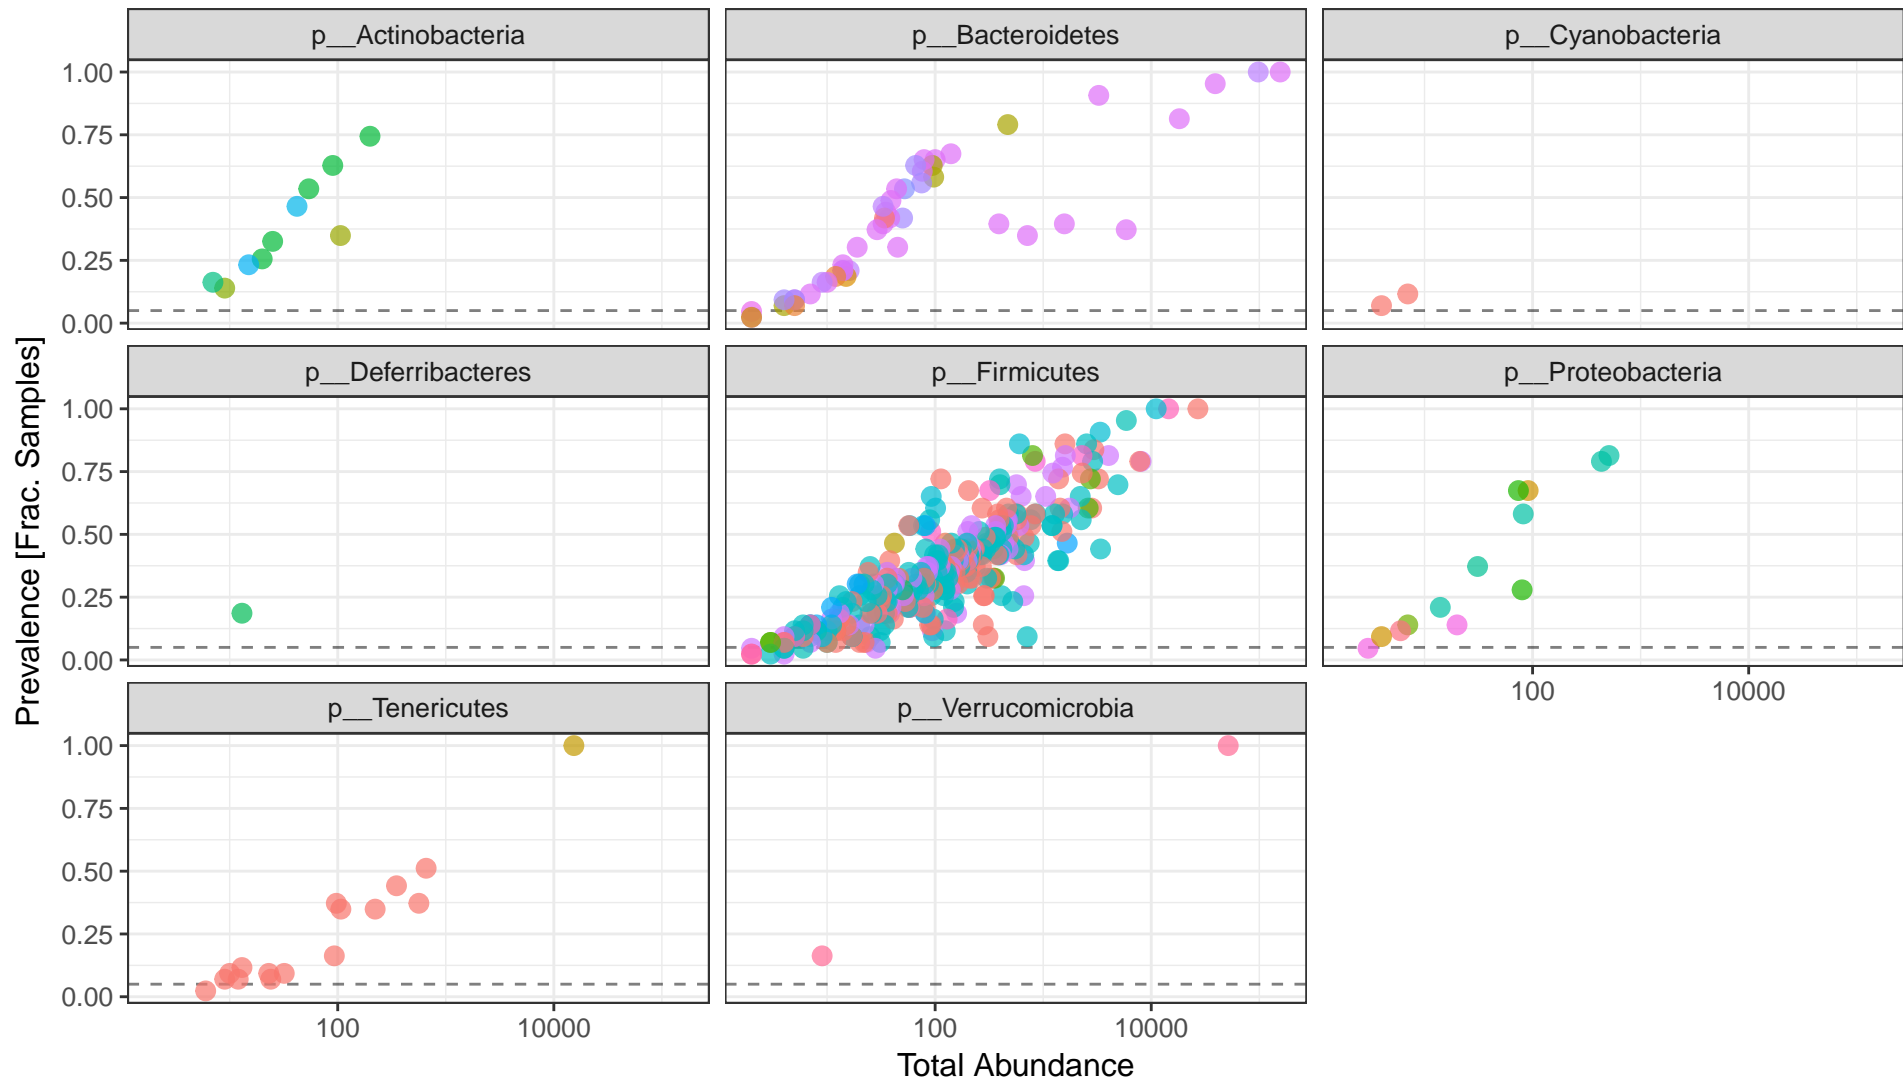 p__Actinobacteria
p__Bacteroidetes
p__Cyanobacteria
1.00
0.75
0.50
0.25
0.00
p__Deferribacteres
p__Firmicutes
p__Proteobacteria
1.00
0.75
0.50
0.25
0.00
100
10000
p__Tenericutes
p__Verrucomicrobia
1.00
0.75
0.50
0.25
0.00
100
10000
100
10000
Total Abundance
Prevalence [Frac. Samples]